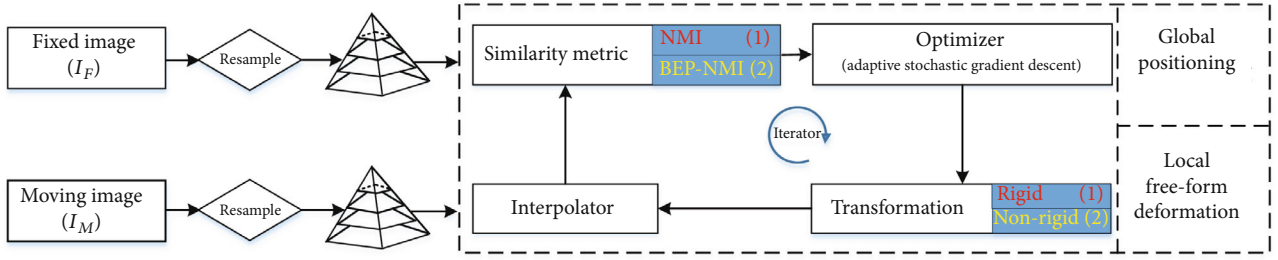 Fixed image
(I_F)
Resample
Similarity metric
NMI (1)
BEP-NMI (2)
Optimizer
(adaptive stochastic gradient descent)
Global
positioning
Iterator
Moving image
(I_M)
Resample
Interpolator
Transformation
Rigid (1)
Non-rigid (2)
Local
free-form
deformation